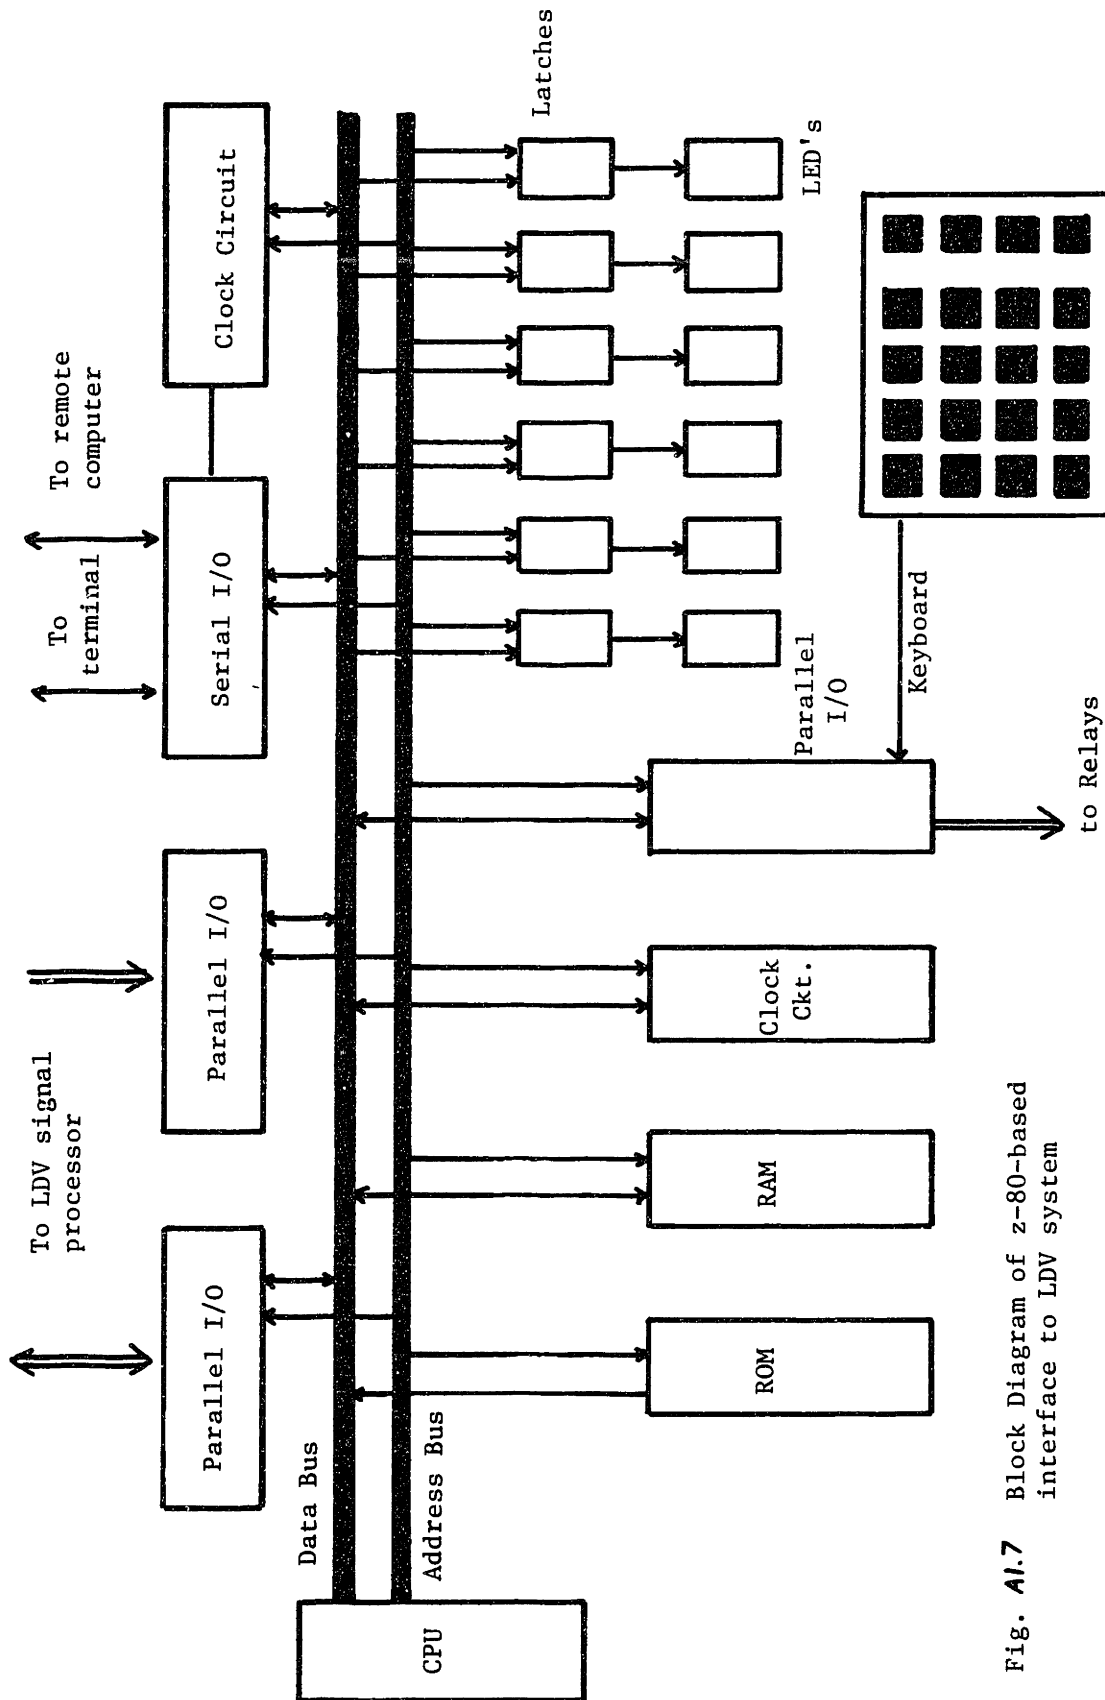 To LDV signal
processor
To
terminal
To remote
computer
Parallel I/O
Parallel I/O
Serial I/O
Clock Circuit
Data Bus
Address Bus
CPU
Latches
LED's
ROM
RAM
Clock
Ckt.
Parallel
I/O
Keyboard
to Relays
Fig. A1.7 Block Diagram of z-80-based
interface to LDV system